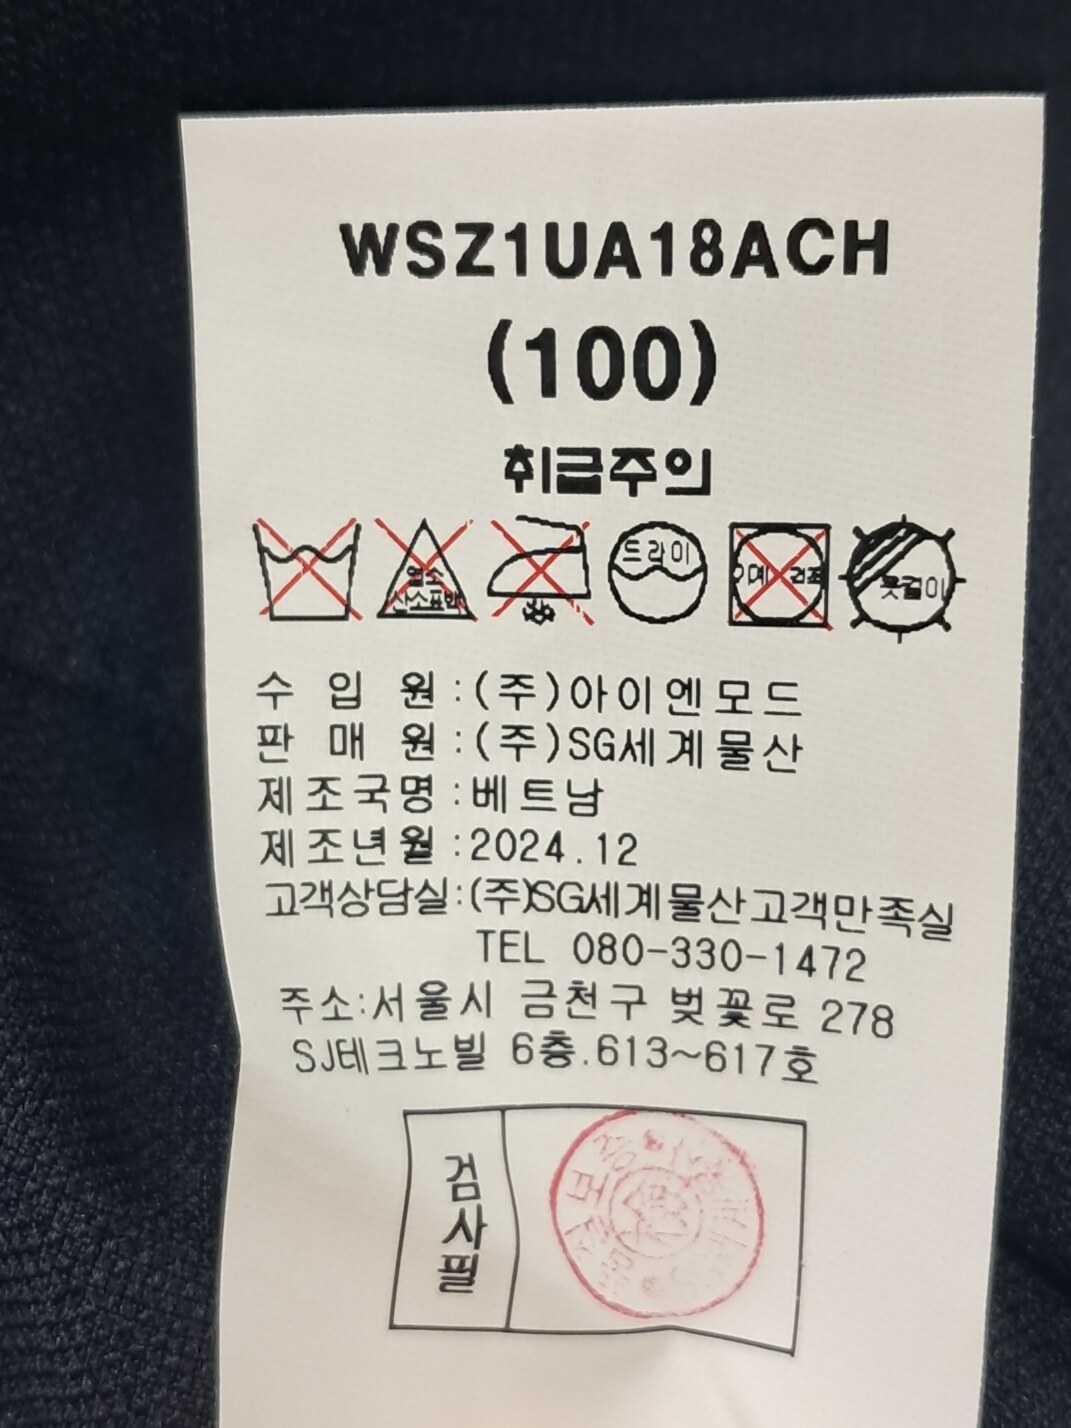 WSZ1UA18ACH
(100)
취급주의
염소
산소표백
드라이
기계 건조
옷걸이
수 입 원:(주)아이엔모드
판 매 원:(주)SG세계물산
제조국명:베트남
제조년월:2024.12
고객상담실:(주)SG세계물산고객만족실
TEL 080-330-1472
주소:서울시 금천구 벚꽃로 278
SJ테크노빌 6층.613~617호
검사필